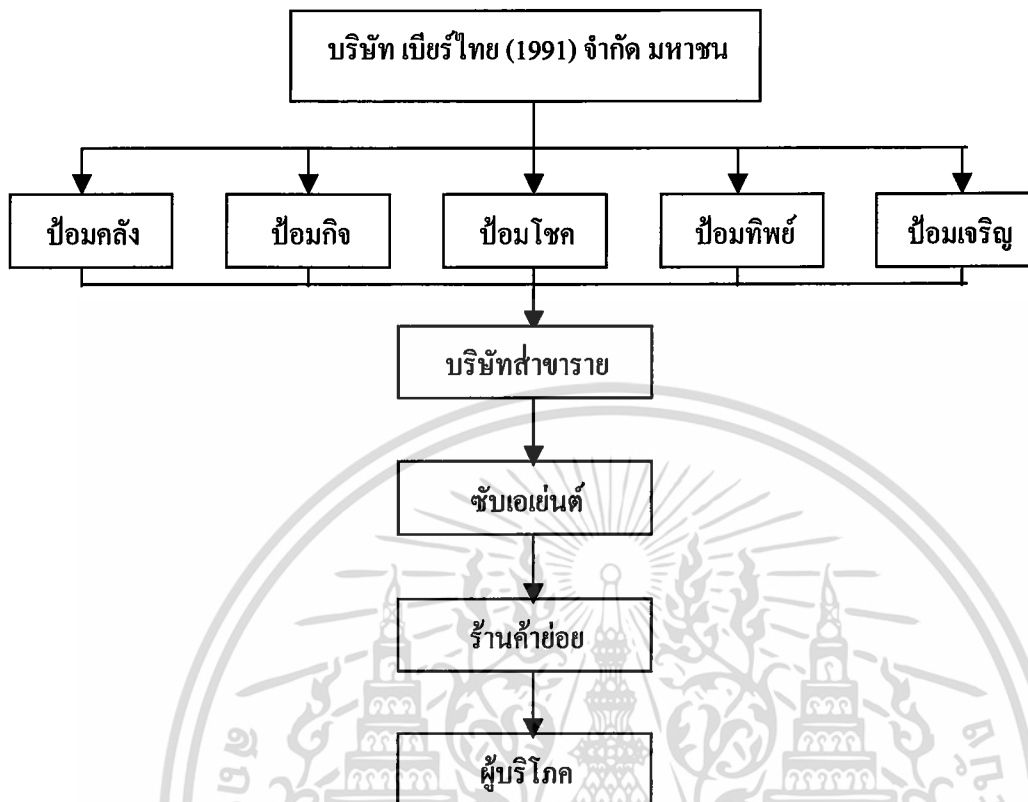 บริษัท เบียร์ไทย (1991) จำกัด มหาชน
ป้อมคลัง
ป้อมกิจ
ป้อมโชค
ป้อมทิพย์
ป้อมเจริญ
บริษัทสำขาราย
ซับเอเย่นต์
ร้านค้าย่อย
ผู้บริโภค